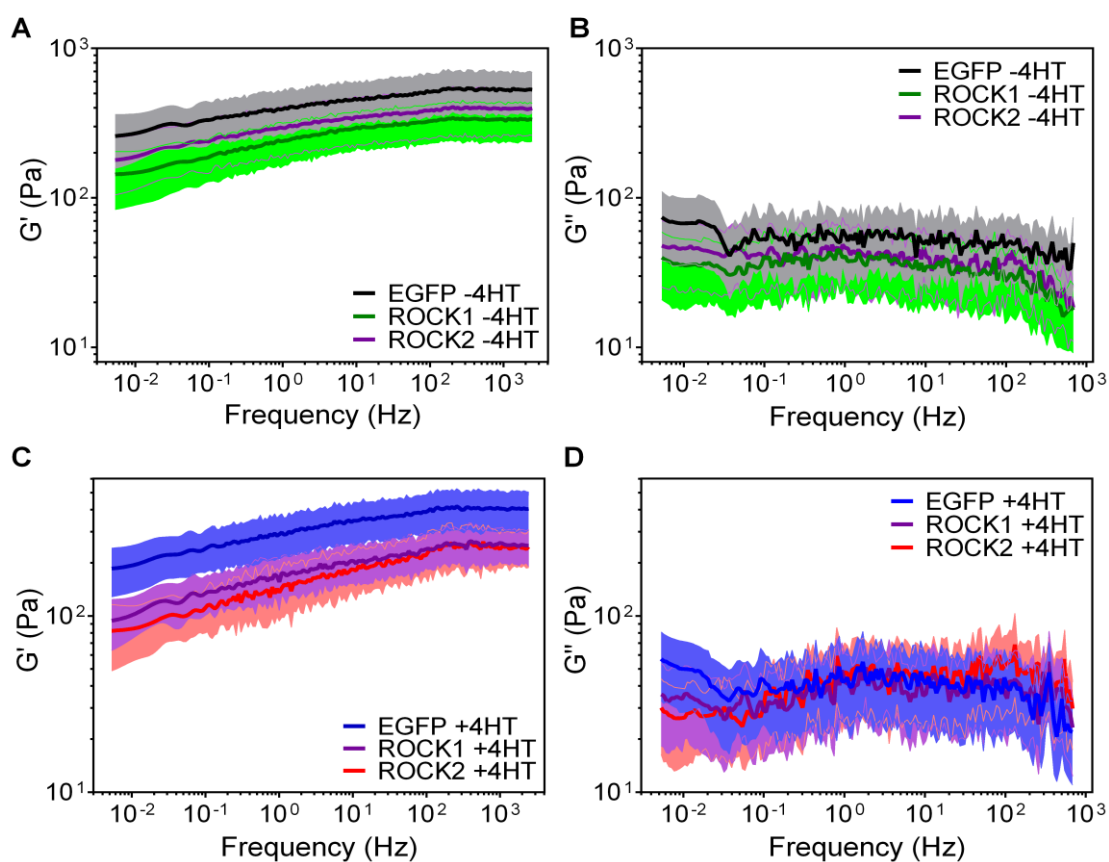 A
10³
10²
10¹
G' (Pa)
EGFP -4HT
ROCK1 -4HT
ROCK2 -4HT
10⁻² 10⁻¹ 10⁰ 10¹ 10² 10³
Frequency (Hz)
B
10³
10²
10¹
G'' (Pa)
EGFP -4HT
ROCK1 -4HT
ROCK2 -4HT
10⁻² 10⁻¹ 10⁰ 10¹ 10² 10³
Frequency (Hz)
C
10²
10¹
G' (Pa)
EGFP +4HT
ROCK1 +4HT
ROCK2 +4HT
10⁻² 10⁻¹ 10⁰ 10¹ 10² 10³
Frequency (Hz)
D
10²
10¹
G'' (Pa)
EGFP +4HT
ROCK1 +4HT
ROCK2 +4HT
10⁻² 10⁻¹ 10⁰ 10¹ 10² 10³
Frequency (Hz)